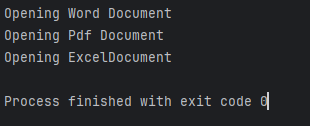 Opening Word Document
Opening Pdf Document
Opening ExcelDocument
Process finished with exit code 0